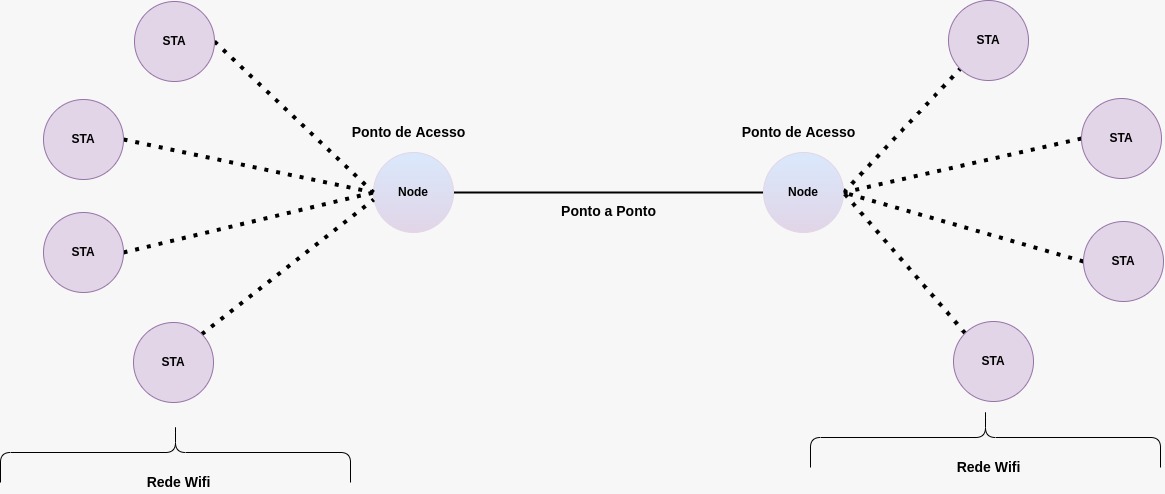 STA
STA
STA
STA
STA
STA
STA
STA
Ponto de Acesso
Ponto de Acesso
Node
Node
Ponto a Ponto
Rede Wifi
Rede Wifi